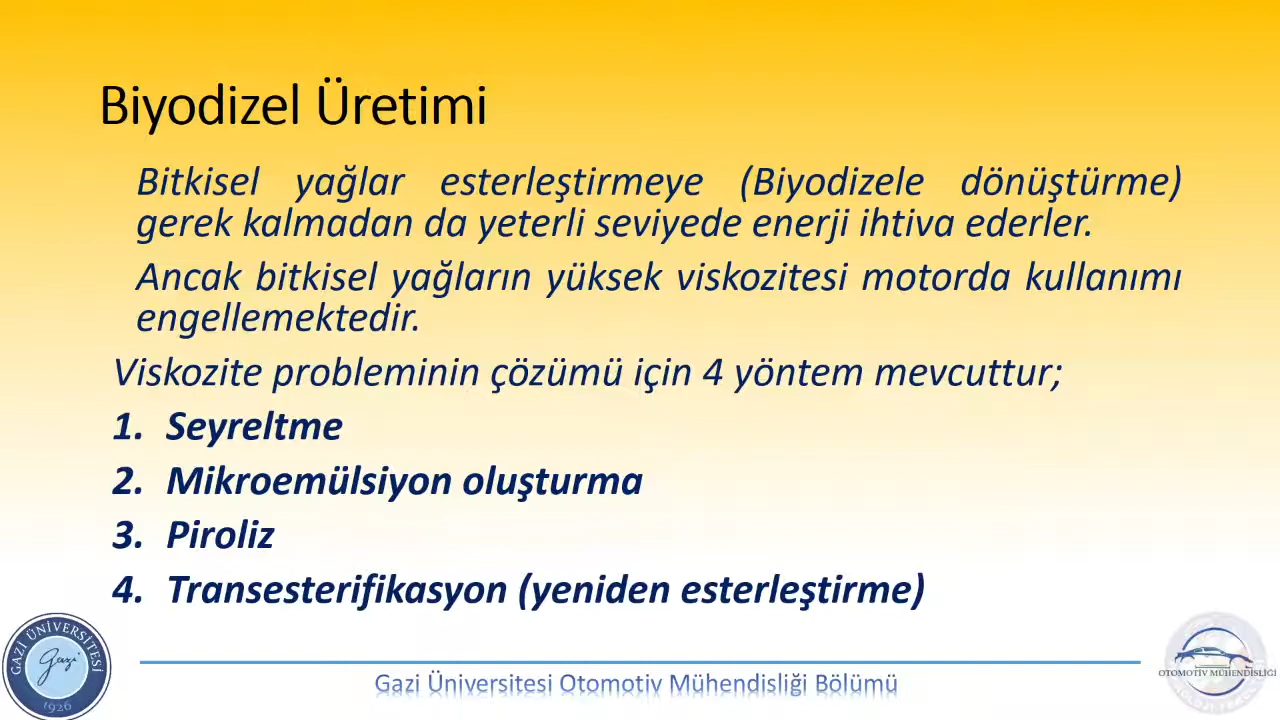 Biyodizel Üretimi
Bitkisel yağlar esterleştirmeye (Biyodizele dönüştürme)
gerek kalmadan da yeterli seviyede enerji ihtiva ederler.
Ancak bitkisel yağların yüksek viskozitesi motorda kullanımı
engellemektedir.
Viskozite probleminin çözümü için 4 yöntem mevcuttur;
1. Seyreltme
2. Mikroemülsiyon oluşturma
3. Piroliz
4. Transesterifikasyon (yeniden esterleştirme)
GAZİ ÜNİVERSİTESİ
Gazi
1926
Gazi Üniversitesi Otomotiv Mühendisliği Bölümü
OTOMOTİV MÜHENDİSLİĞİ